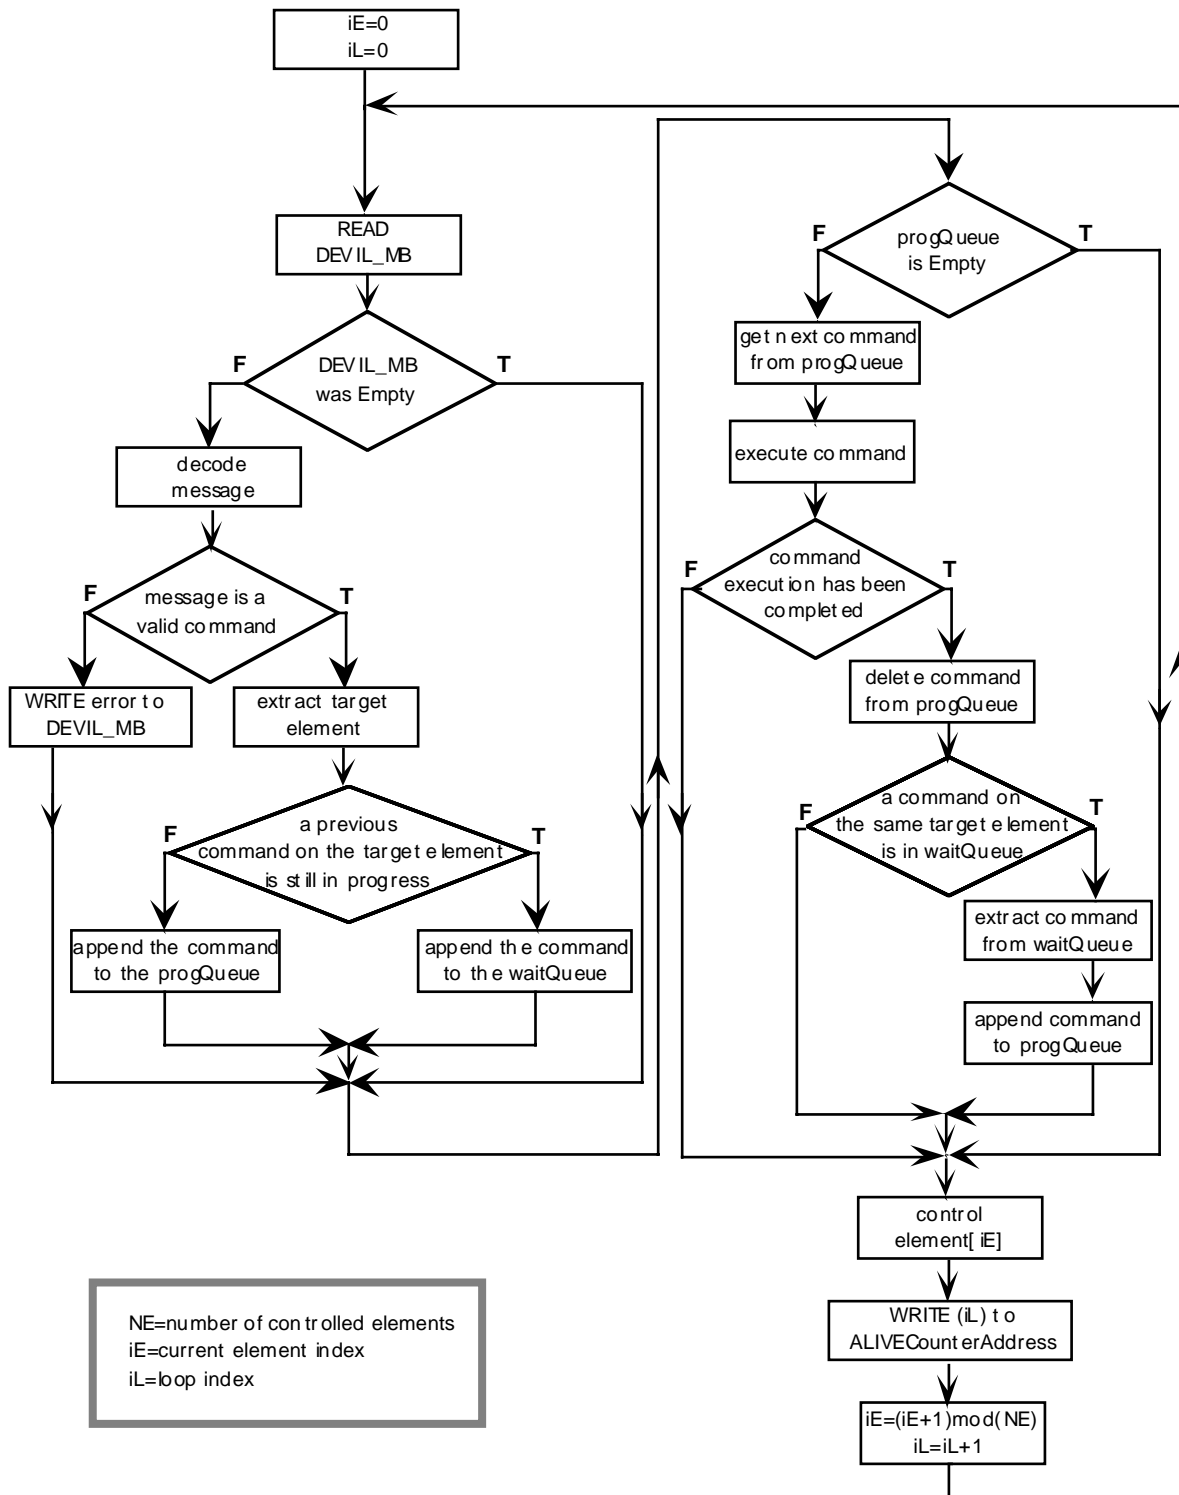 iE=0
iL=0
READ
DEVIL_MB
F
DEVIL_MB
was Empty
T
decode
message
F
message is a
valid command
T
WRITE error to
DEVIL_MB
extract target
element
F
a previous
command on the target element
is still in progress
T
append the command
to the progQueue
append the command
to the waitQueue
F
progQueue
is Empty
T
get next command
from progQueue
execute command
F
command
execution has been
completed
T
delete command
from progQueue
F
a command on
the same target element
is in waitQueue
T
extract command
from waitQueue
append command
to progQueue
control
element[iE]
WRITE (iL) to
ALIVECounterAddress
iE=(iE+1)mod(NE)
iL=iL+1
NE=number of controlled elements
iE=current element index
iL=loop index